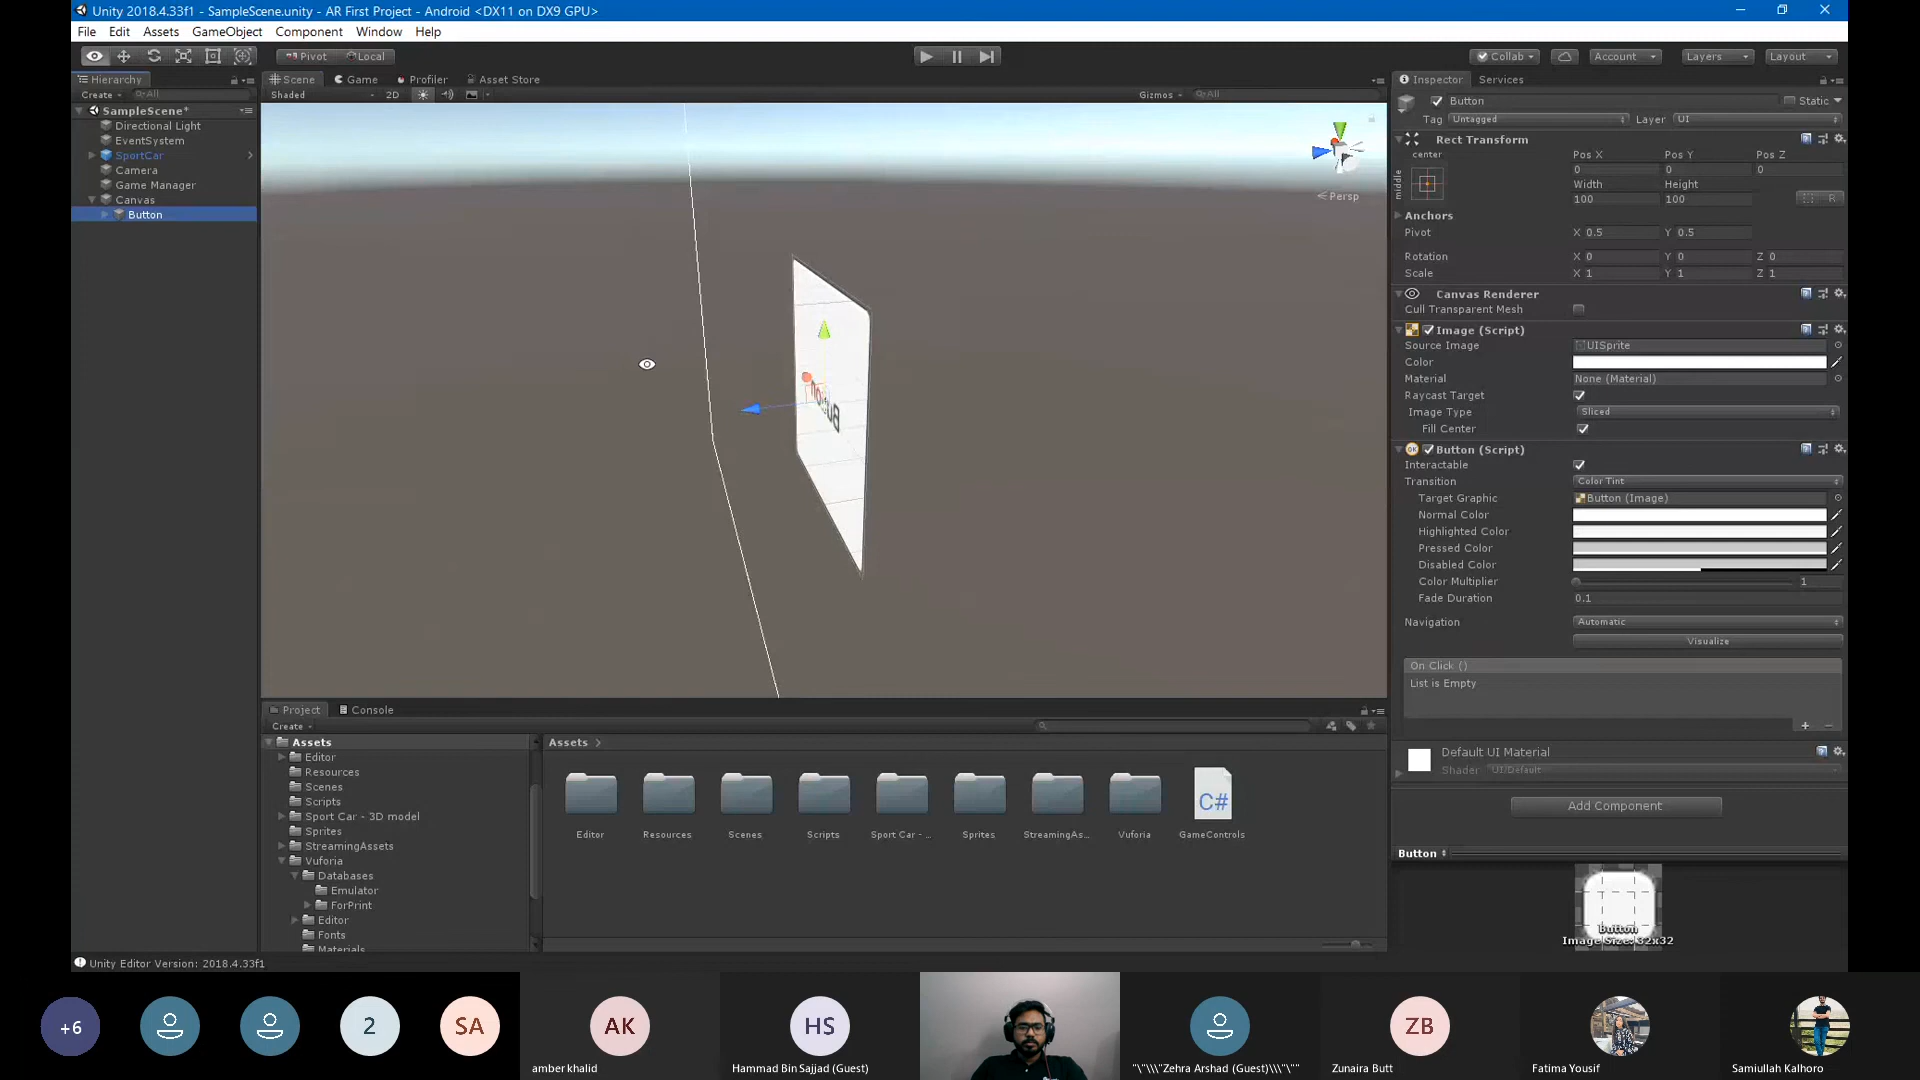 Unity 2018.4.33f1 - SampleScene.unity - AR First Project - Android <DX11 on DX9 GPU>
File Edit Assets GameObject Component Window Help
Pivot Local Collab Account Layers Layout
Hierarchy Scene Game Profiler Asset Store Inspector Services
Create All Shaded 2D Gizmos All
Button Static
Tag Untagged Layer UI
SampleScene*
Directional Light
EventSystem
SportCar
Camera
Game Manager
Canvas
Button
Persp
Button
Rect Transform
center
middle
Pos X Pos Y Pos Z
0 0 0
Width Height
100 100
R
Anchors
Pivot X 0.5 Y 0.5
Rotation X 0 Y 0 Z 0
Scale X 1 Y 1 Z 1
Canvas Renderer
Cull Transparent Mesh
Image (Script)
Source Image UISprite
Color
Material None (Material)
Raycast Target
Image Type Sliced
Fill Center
Button (Script)
Interactable
Transition Color Tint
Target Graphic Button (Image)
Normal Color
Highlighted Color
Pressed Color
Disabled Color
Color Multiplier 1
Fade Duration 0.1
Navigation Automatic
Visualize
On Click ()
List is Empty
Default UI Material
Shader UI/Default
Add Component
Button
Button
Image Size: 32x32
Project Console
Create
Assets
Editor
Resources
Scenes
Scripts
Sport Car - 3D model
Sprites
StreamingAssets
Vuforia
Databases
Emulator
ForPrint
Editor
Fonts
Materials
Assets
C#
Editor Resources Scenes Scripts Sport Car - ... Sprites StreamingAs... Vuforia GameControls
Unity Editor Version: 2018.4.33f1
+6 2 SA AK HS ZB
amber khalid Hammad Bin Sajjad (Guest) "\"\\\"Zehra Arshad (Guest)\\\"\"" Zunaira Butt Fatima Yousif Samiullah Kalhoro